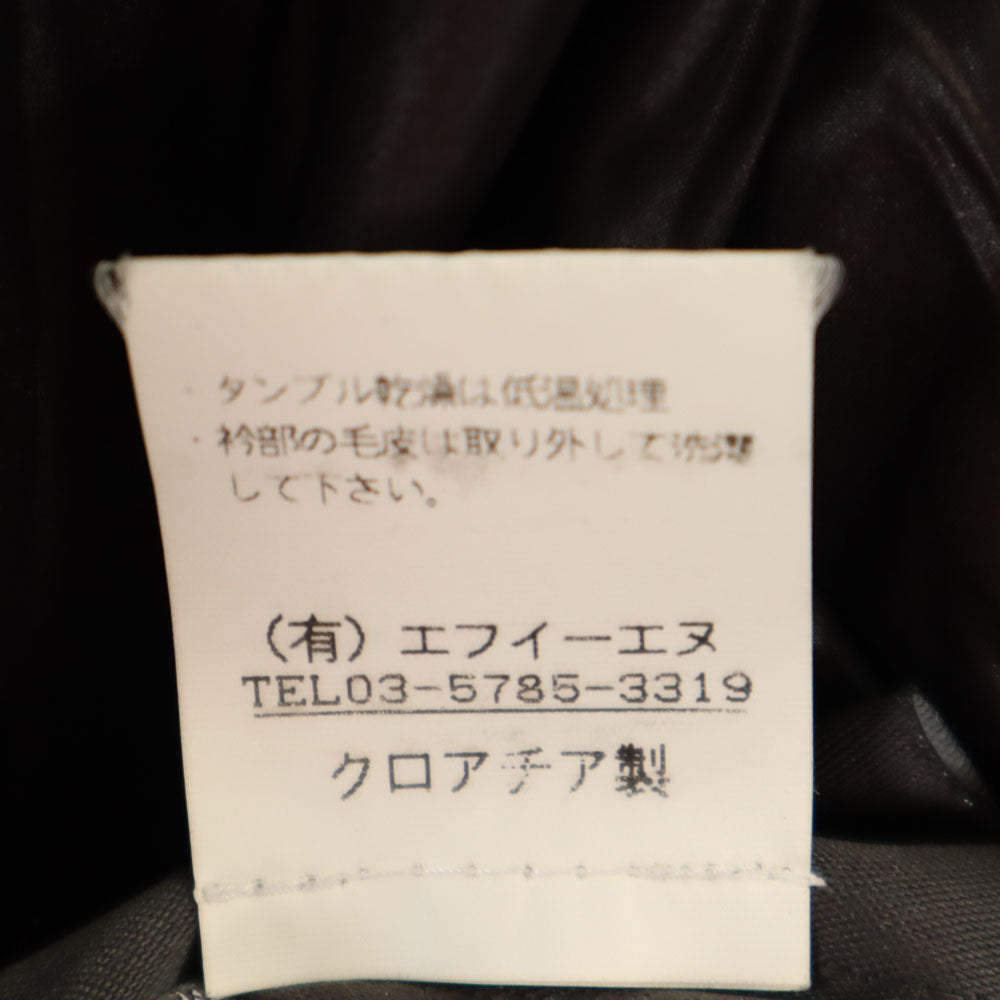 ・タンブル乾燥は低温処理
・衿部の毛皮は取り外して洗濯
して下さい。
(有)エフイーエヌ
TEL03-5785-3319
クロアチア製